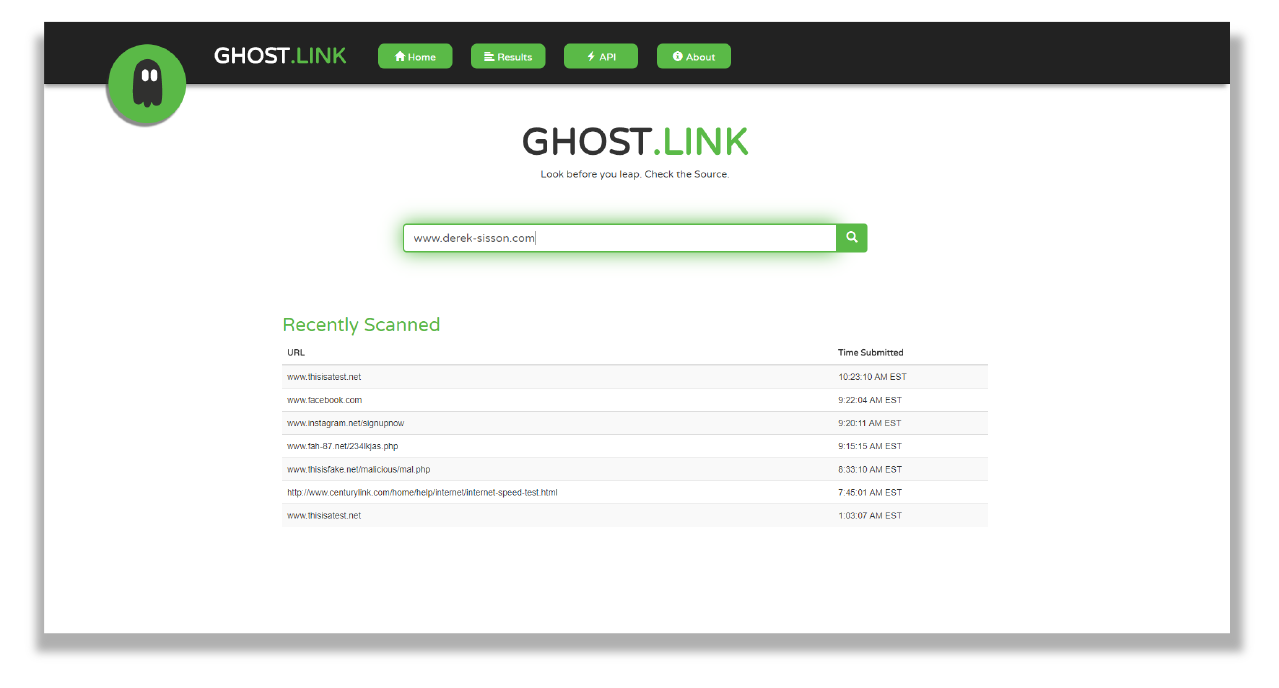 GHOST.LINK Home Results API About
GHOST.LINK
Look before you leap. Check the Source.
www.derek-sisson.com
Recently Scanned
URL Time Submitted
www.thisisatest.net 10:23:10 AM EST
www.facebook.com 9:22:04 AM EST
www.instagram.net/signupnow 9:20:11 AM EST
www.fah-87.net/234lkjas.php 9:15:15 AM EST
www.thisisfake.net/malicious/mal.php 8:33:10 AM EST
http://www.centurylink.com/home/help/internet/internet-speed-test.html 7:45:01 AM EST
www.thisisatest.net 1:03:07 AM EST